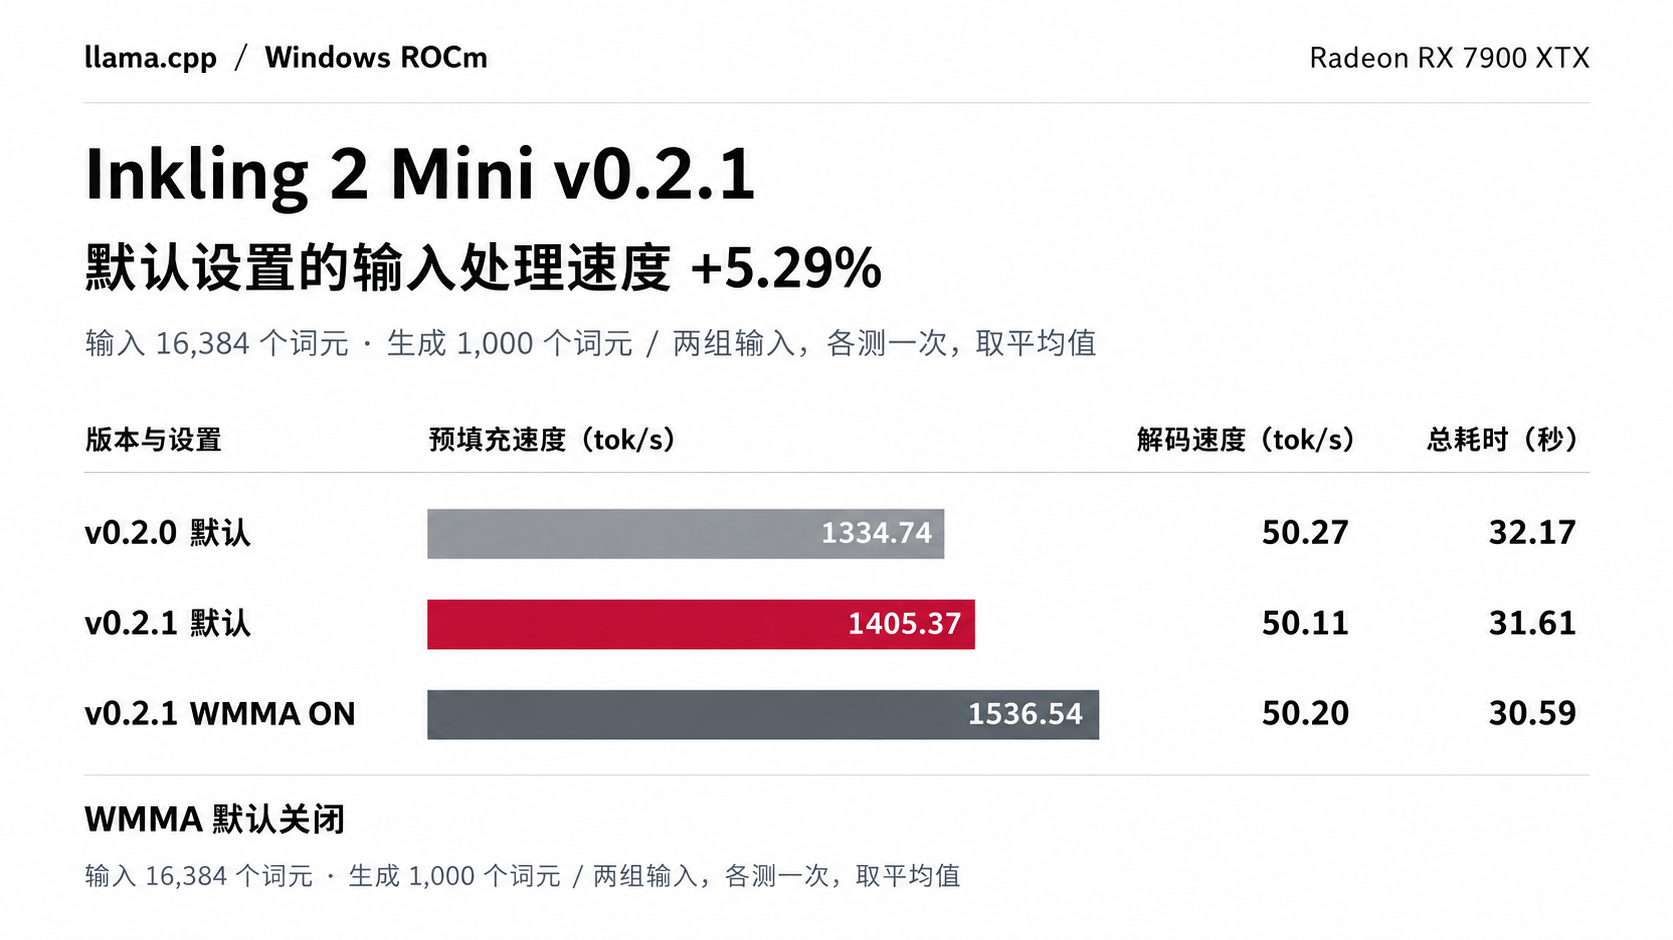 llama.cpp / Windows ROCm
Radeon RX 7900 XTX
Inkling 2 Mini v0.2.1
默认设置的输入处理速度 +5.29%
输入 16,384 个词元 · 生成 1,000 个词元 / 两组输入，各测一次，取平均值
版本与设置 预填充速度（tok/s） 解码速度（tok/s） 总耗时（秒）
v0.2.0 默认 1334.74 50.27 32.17
v0.2.1 默认 1405.37 50.11 31.61
v0.2.1 WMMA ON 1536.54 50.20 30.59
WMMA 默认关闭
输入 16,384 个词元 · 生成 1,000 个词元 / 两组输入，各测一次，取平均值